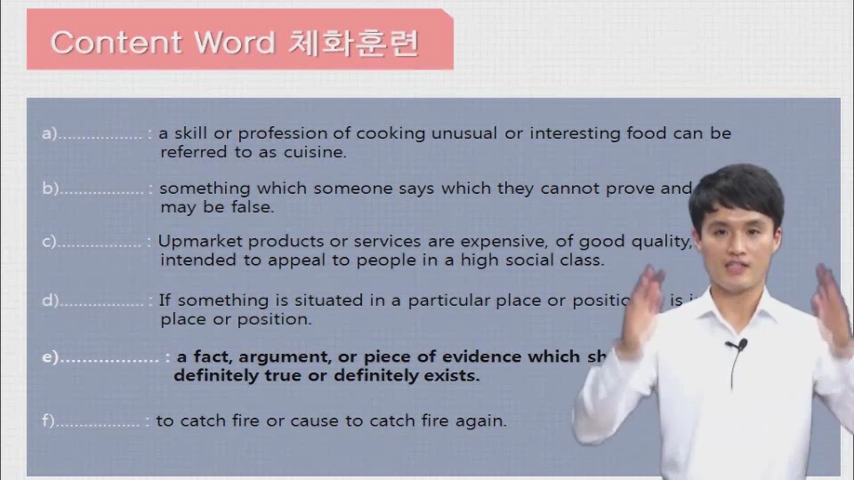 Content Word 체화훈련
a)................. : a skill or profession of cooking unusual or interesting food can be
referred to as cuisine.
b)................. : something which someone says which they cannot prove and
may be false.
c)................. : Upmarket products or services are expensive, of good quality,
intended to appeal to people in a high social class.
d)................. : If something is situated in a particular place or is
place or position.
e).................. : a fact, argument, or piece of evidence which
definitely true or definitely exists.
f)................. : to catch fire or cause to catch fire again.